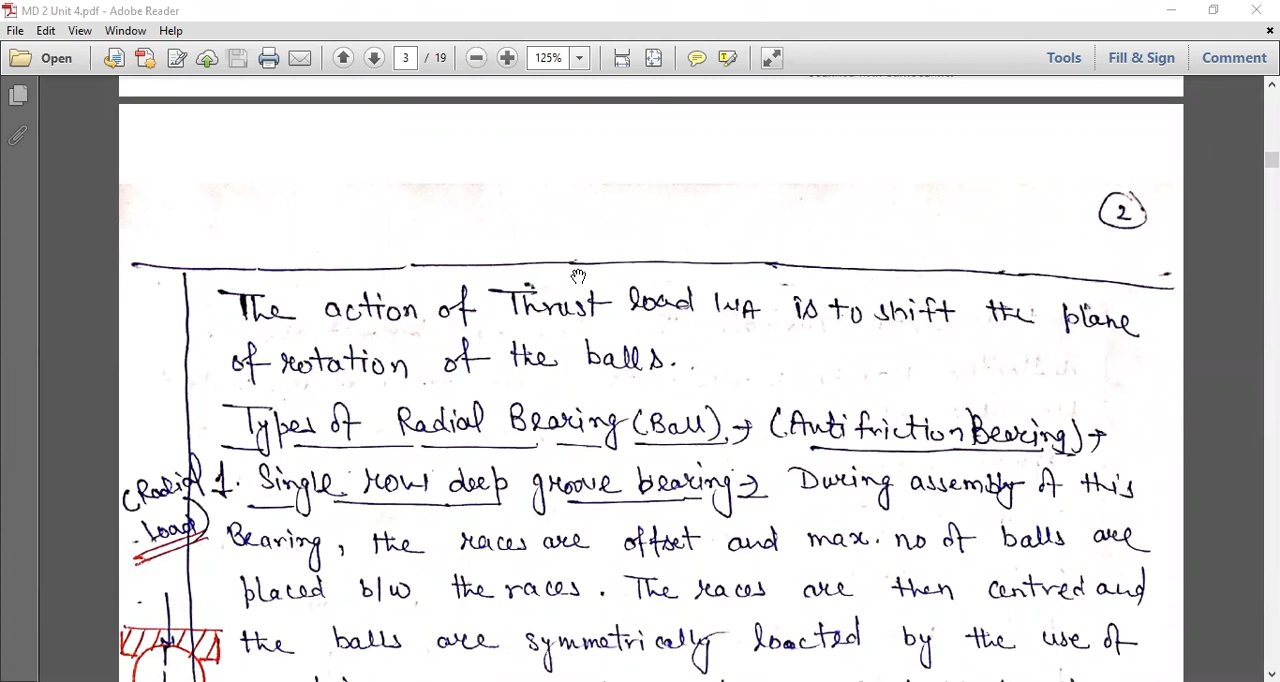 MD 2 Unit 4.pdf - Adobe Reader
File Edit View Window Help
Open 3 / 19 125% Tools Fill & Sign Comment
2
The action of Thrust load WA is to shift the plane
of rotation of the balls.
Types of Radial Bearing (Ball) → (Antifriction Bearing) →
(Radial Load) 1. Single row deep groove bearing → During assembly of this
Bearing, the races are offset and max. no of balls are
placed b/w the races. The races are then centred and
the balls are symmetrically loacted by the use of